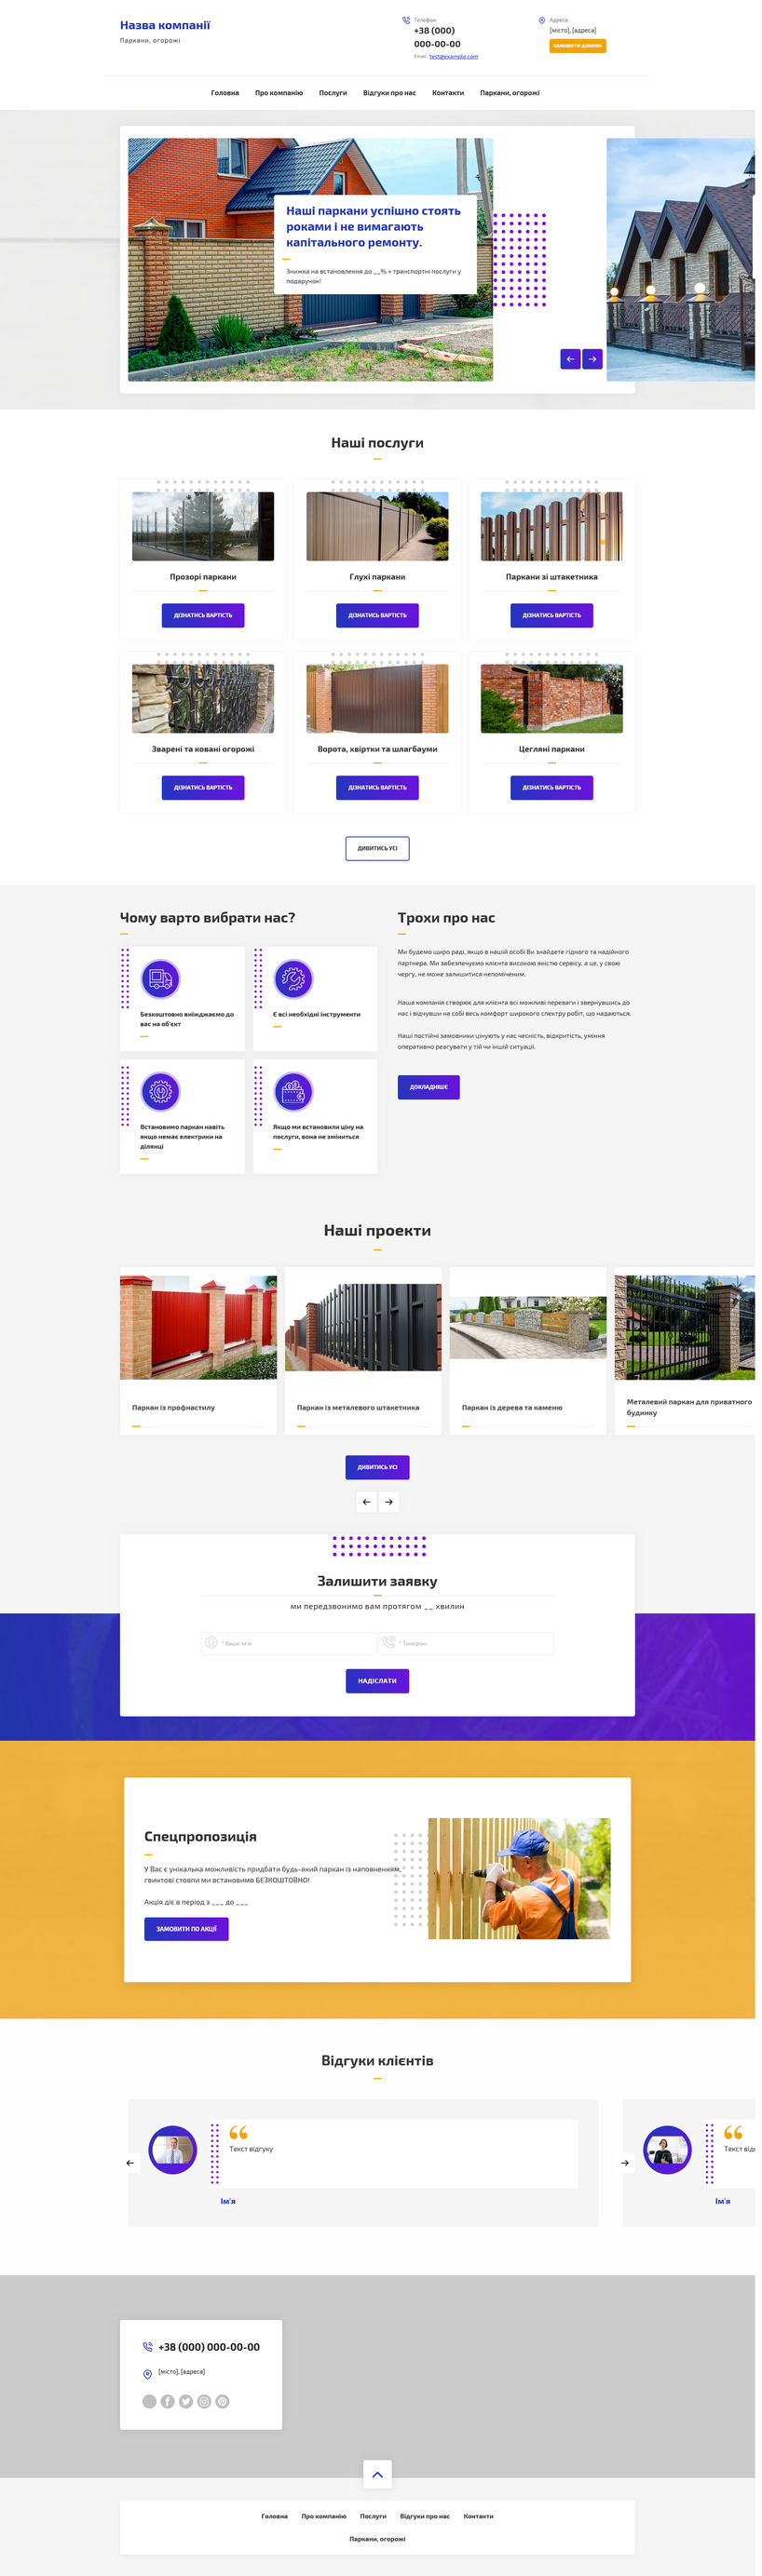 Назва компанії
Паркани, огорожі
Телефон:
+38 (000)
000-00-00
Email: test@example.com
Адреса:
[місто], [адреса]
ЗАМОВИТИ ДЗВІНОК
Головна Про компанію Послуги Відгуки про нас Контакти Паркани, огорожі
Наші паркани успішно стоять
роками і не вимагають
капітального ремонту.
Знижка на встановлення до __% + транспортні послуги у
подарунок!
Наші послуги
Прозорі паркани
Глухі паркани
Паркани зі штакетника
ДІЗНАТИСЬ ВАРТІСТЬ
ДІЗНАТИСЬ ВАРТІСТЬ
ДІЗНАТИСЬ ВАРТІСТЬ
Зварені та ковані огорожі
Ворота, хвіртки та шлагбауми
Цегляні паркани
ДІЗНАТИСЬ ВАРТІСТЬ
ДІЗНАТИСЬ ВАРТІСТЬ
ДІЗНАТИСЬ ВАРТІСТЬ
ДИВИТИСЬ УСІ
Чому варто вибрати нас?
Безкоштовно виїжджаємо до
вас на об'єкт
Є всі необхідні інструменти
Встановимо паркан навіть
якщо немає електрики на
ділянці
Якщо ми встановили ціну на
послуги, вона не зміниться
Трохи про нас
Ми будемо щиро раді, якщо в нашій особі Ви знайдете гідного та надійного
партнера. Ми забезпечуємо клієнта високою якістю сервісу, а це, у свою
чергу, не може залишитися непоміченим.
Наша компанія створює для клієнта всі можливі переваги і звернувшись до
нас і відчувши на собі весь комфорт широкого спектру робіт, що надаються.
Наші постійні замовники цінують у нас чесність, відкритість, уміння
оперативно реагувати у тій чи іншій ситуації.
ДОКЛАДНІШЕ
Наші проекти
Паркан із профнастилу
Паркан із металевого штакетника
Паркан із дерева та каменю
Металевий паркан для приватного
будинку
ДИВИТИСЬ УСІ
Залишити заявку
ми передзвонимо вам протягом __ хвилин
* Ваше ім'я:
* Телефон:
НАДІСЛАТИ
Спецпропозиція
У Вас є унікальна можливість придбати будь-який паркан із наповненням,
гвинтові стовпи ми встановимо БЕЗКОШТОВНО!
Акція діє в період з ___ до ___
ЗАМОВИТИ ПО АКЦІЇ
Відгуки клієнтів
Текст відгуку
Ім'я
Текст від
Ім'я
+38 (000) 000-00-00
[місто], [адреса]
Головна Про компанію Послуги Відгуки про нас Контакти
Паркани, огорожі